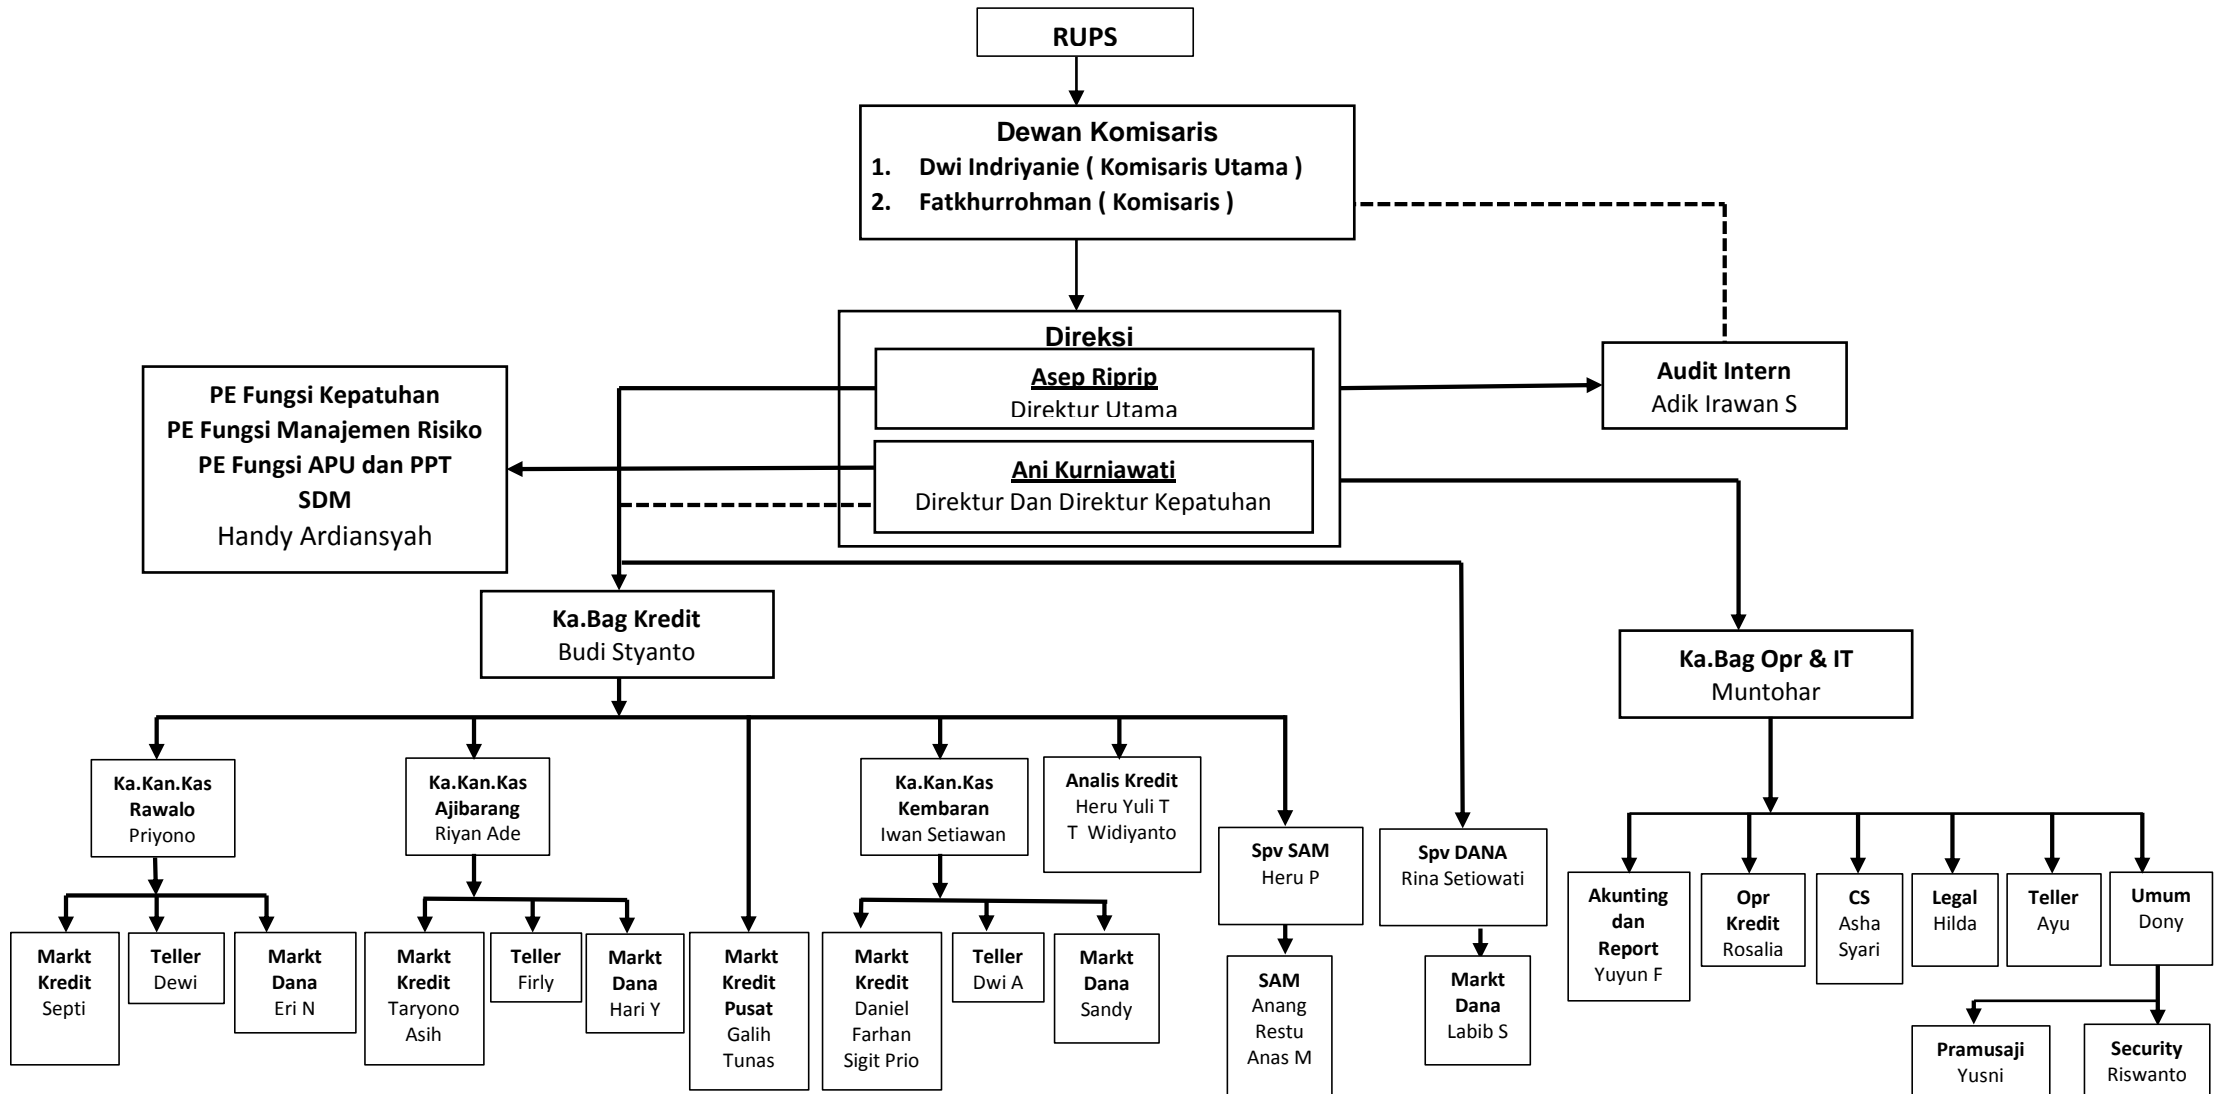 RUPS
Dewan Komisaris
1. Dwi Indriyanie ( Komisaris Utama )
2. Fatkhurrohman ( Komisaris )
Direksi
Asep Riprip
Direktur Utama
Ani Kurniawati
Direktur Dan Direktur Kepatuhan
PE Fungsi Kepatuhan
PE Fungsi Manajemen Risiko
PE Fungsi APU dan PPT
SDM
Handy Ardiansyah
Audit Intern
Adik Irawan S
Ka.Bag Kredit
Budi Styanto
Ka.Bag Opr & IT
Muntohar
Ka.Kan.Kas
Rawalo
Priyono
Ka.Kan.Kas
Ajibarang
Riyan Ade
Ka.Kan.Kas
Kembaran
Iwan Setiawan
Analis Kredit
Heru Yuli T
T Widiyanto
Spv SAM
Heru P
Spv DANA
Rina Setiowati
Akunting
dan
Report
Yuyun F
Opr
Kredit
Rosalia
CS
Asha
Syari
Legal
Hilda
Teller
Ayu
Umum
Dony
Markt
Kredit
Septi
Teller
Dewi
Markt
Dana
Eri N
Markt
Kredit
Taryono
Asih
Teller
Firly
Markt
Dana
Hari Y
Markt
Kredit
Pusat
Galih
Tunas
Markt
Kredit
Daniel
Farhan
Sigit Prio
Teller
Dwi A
Markt
Dana
Sandy
SAM
Anang
Restu
Anas M
Markt
Dana
Labib S
Pramusaji
Yusni
Security
Riswanto